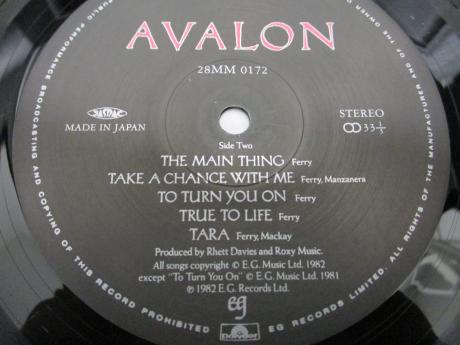 AVALON
28MM 0172
JASRAC
MADE IN JAPAN
STEREO
33⅓
Side Two
THE MAIN THING Ferry
TAKE A CHANCE WITH ME Ferry, Manzanera
TO TURN YOU ON Ferry
TRUE TO LIFE Ferry
TARA Ferry, Mackay
Produced by Rhett Davies and Roxy Music.
All songs copyright © E.G. Music Ltd. 1982
except "To Turn You On" © E.G. Music Ltd. 1981
℗ 1982 E.G. Records Ltd.
eg
Polydor
PUBLIC PERFORMANCE BROADCASTING AND COPYING OF THIS RECORD PROHIBITED
EG RECORDS LIMITED. ALL RIGHTS OF THE MANUFACTURER AND OF THE OWNER